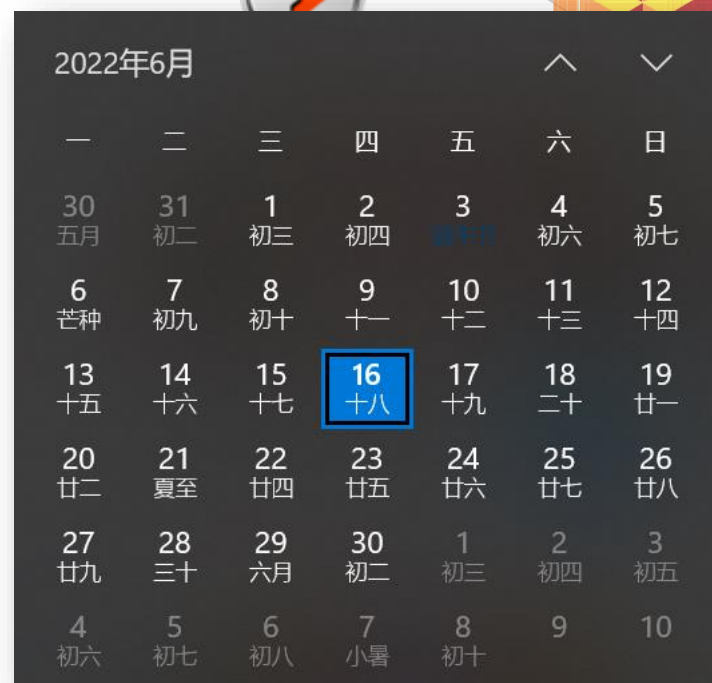 2022年6月
一 二 三 四 五 六 日
30 31 1 2 3 4 5
五月 初二 初三 初四 端午节 初六 初七
6 7 8 9 10 11 12
芒种 初九 初十 十一 十二 十三 十四
13 14 15 16 17 18 19
十五 十六 十七 十八 十九 二十 廿一
20 21 22 23 24 25 26
廿二 夏至 廿四 廿五 廿六 廿七 廿八
27 28 29 30 1 2 3
廿九 三十 六月 初二 初三 初四 初五
4 5 6 7 8 9 10
初六 初七 初八 小暑 初十